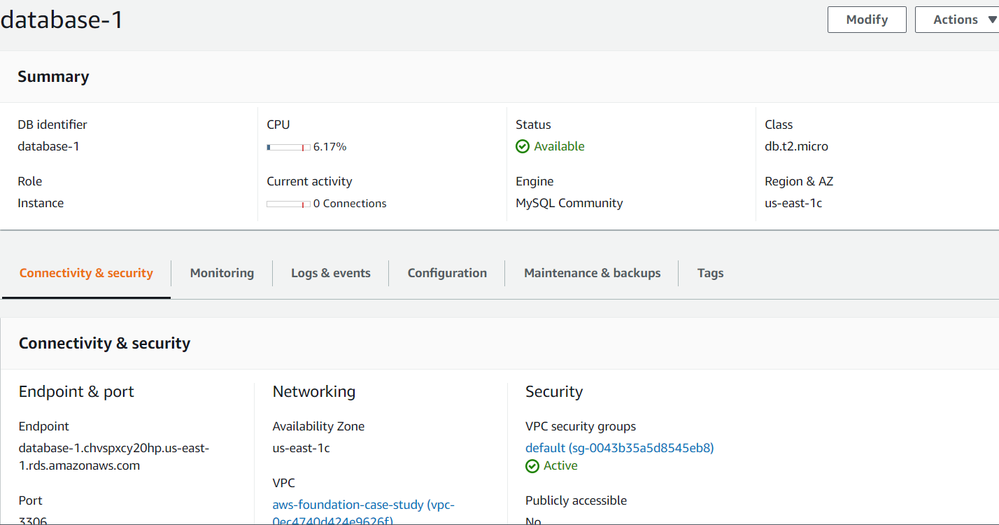 database-1
Modify
Actions
Summary
DB identifier
database-1
CPU
6.17%
Status
Available
Class
db.t2.micro
Role
Instance
Current activity
0 Connections
Engine
MySQL Community
Region & AZ
us-east-1c
Connectivity & security
Monitoring
Logs & events
Configuration
Maintenance & backups
Tags
Connectivity & security
Endpoint & port
Endpoint
database-1.chvspxcy20hp.us-east-
1.rds.amazonaws.com
Port
3306
Networking
Availability Zone
us-east-1c
VPC
aws-foundation-case-study (vpc-
0ec4740d424e9626f)
Security
VPC security groups
default (sg-0043b35a5d8545eb8)
Active
Publicly accessible
No